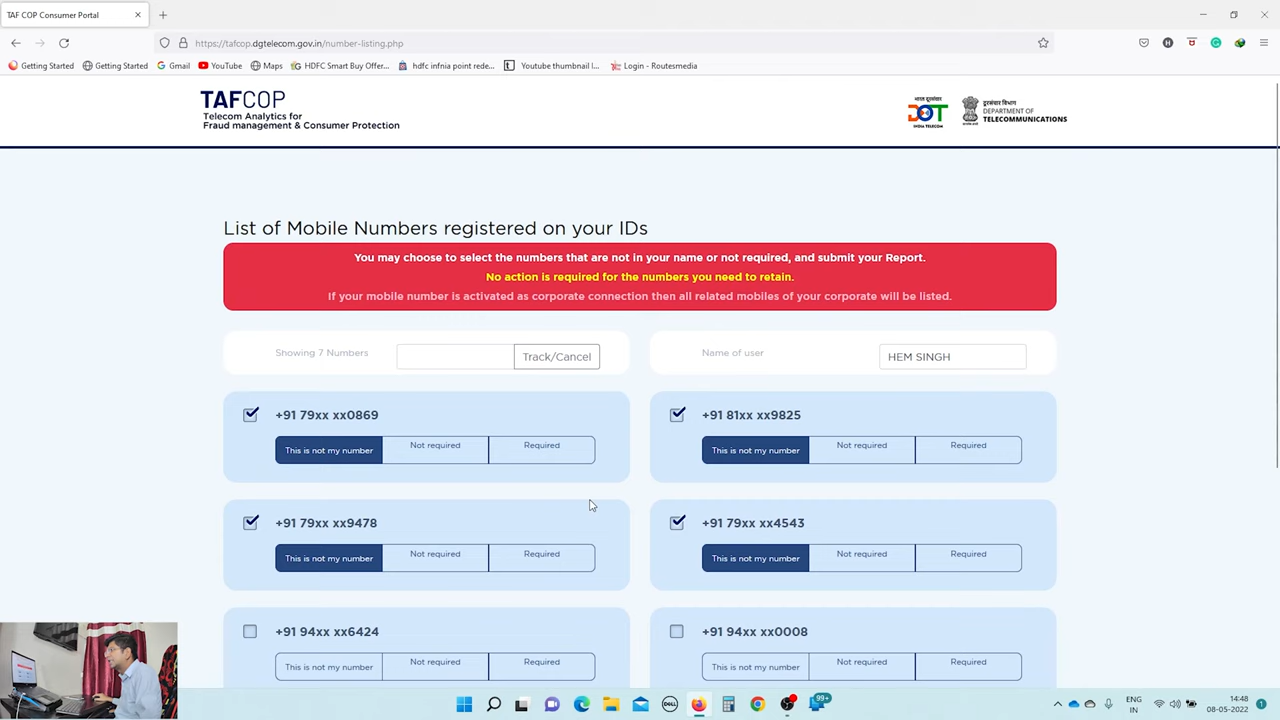 TAF COP Consumer Portal
https://tafcop.dgtelecom.gov.in/number-listing.php
Getting Started
Getting Started
Gmail
YouTube
Maps
HDFC Smart Buy Offer...
hdfc infnia point rede...
Youtube thumbnail l...
Login - Routesmedia
TAFCOP
Telecom Analytics for
Fraud management & Consumer Protection
भारत दूरसंचार
DOT
INDIA TELECOM
दूरसंचार विभाग
DEPARTMENT OF
TELECOMMUNICATIONS
List of Mobile Numbers registered on your IDs
You may choose to select the numbers that are not in your name or not required, and submit your Report.
No action is required for the numbers you need to retain.
If your mobile number is activated as corporate connection then all related mobiles of your corporate will be listed.
Showing 7 Numbers
Track/Cancel
Name of user
HEM SINGH
+91 79xx xx0869
This is not my number
Not required
Required
+91 81xx xx9825
This is not my number
Not required
Required
+91 79xx xx9478
This is not my number
Not required
Required
+91 79xx xx4543
This is not my number
Not required
Required
+91 94xx xx6424
This is not my number
Not required
Required
+91 94xx xx0008
This is not my number
Not required
Required
DELL
99+
ENG
IN
14:48
08-05-2022